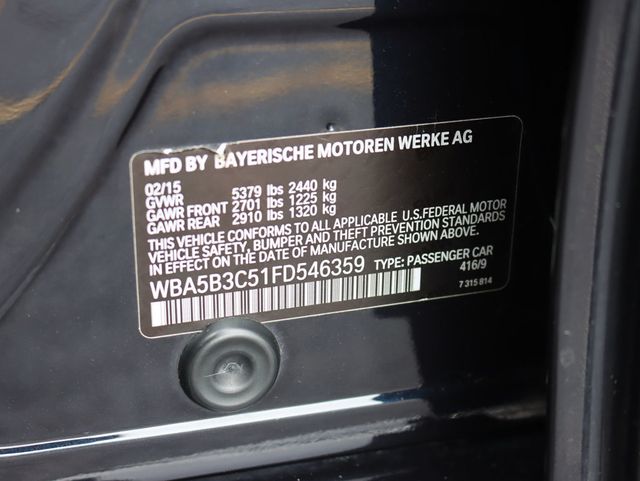 MFD BY BAYERISCHE MOTOREN WERKE AG
02/15
GVWR 5379 lbs 2440 kg
GAWR FRONT 2701 lbs 1225 kg
GAWR REAR 2910 lbs 1320 kg
THIS VEHICLE CONFORMS TO ALL APPLICABLE U.S.FEDERAL MOTOR
VEHICLE SAFETY, BUMPER AND THEFT PREVENTION STANDARDS
IN EFFECT ON THE DATE OF MANUFACTURE SHOWN ABOVE.
WBA5B3C51FD546359 TYPE: PASSENGER CAR
416/9
7 315 814